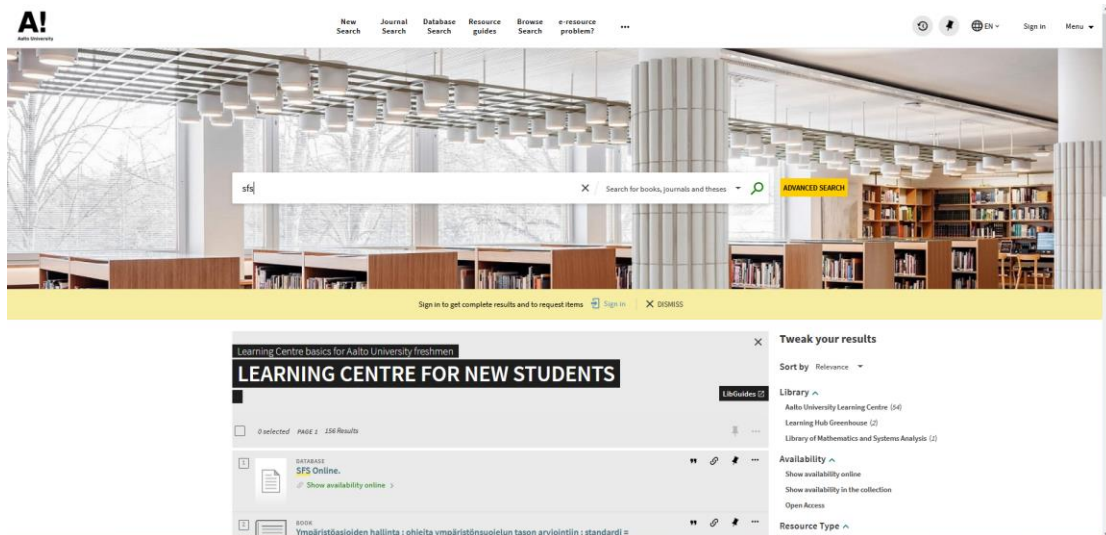 A!
Aalto University
New Search
Journal Search
Database Search
Resource guides
Browse Search
e-resource problem?
•••
EN
Sign in
Menu
sfs
Search for books, journals and theses
ADVANCED SEARCH
Sign in to get complete results and to request items Sign in DISMISS
Learning Centre basics for Aalto University freshmen
LEARNING CENTRE FOR NEW STUDENTS
LibGuides
0 selected PAGE 1 156 Results
1
DATABASE
SFS Online.
Show availability online
2
BOOK
Ympäristöasioiden hallinta : ohjeita ympäristönsuojelun tason arviointiin : standardi =
Tweak your results
Sort by Relevance
Library
Aalto University Learning Centre (54)
Learning Hub Greenhouse (2)
Library of Mathematics and Systems Analysis (1)
Availability
Show availability online
Show availability in the collection
Open Access
Resource Type